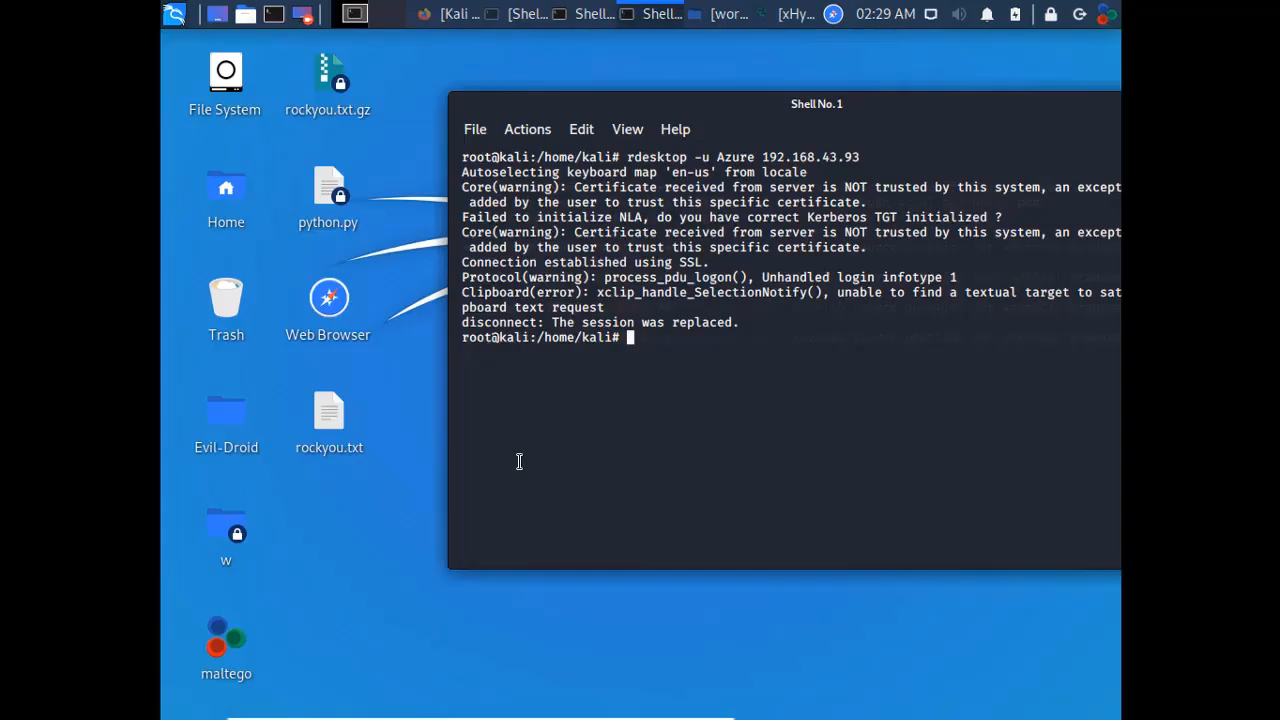 [Kali ...
[Shel...
Shell...
Shell...
[wor...
[xHy...
02:29 AM
File System
rockyou.txt.gz
Home
python.py
Trash
Web Browser
Evil-Droid
rockyou.txt
w
maltego
Shell No. 1
File Actions Edit View Help
root@kali:/home/kali# rdesktop -u Azure 192.168.43.93
Autoselecting keyboard map 'en-us' from locale
Core(warning): Certificate received from server is NOT trusted by this system, an except
added by the user to trust this specific certificate.
Failed to initialize NLA, do you have correct Kerberos TGT initialized ?
Core(warning): Certificate received from server is NOT trusted by this system, an except
added by the user to trust this specific certificate.
Connection established using SSL.
Protocol(warning): process_pdu_logon(), Unhandled login infotype 1
Clipboard(error): xclip_handle_SelectionNotify(), unable to find a textual target to sat
pboard text request
disconnect: The session was replaced.
root@kali:/home/kali#